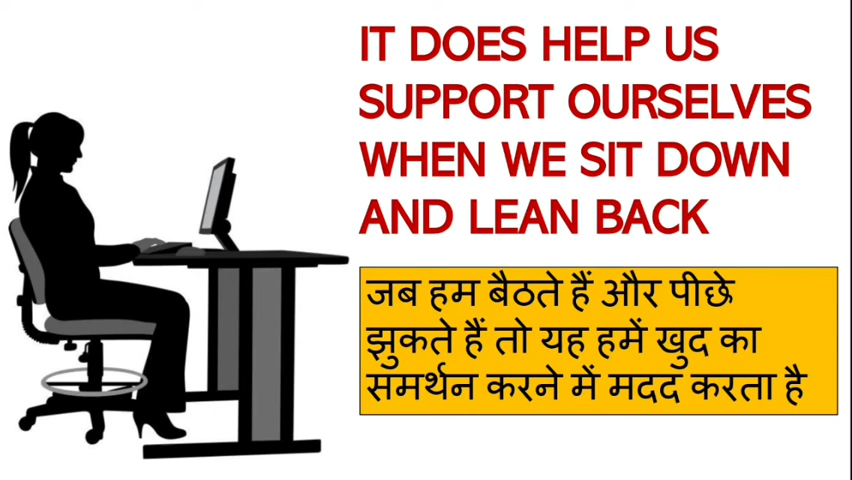 IT DOES HELP US
SUPPORT OURSELVES
WHEN WE SIT DOWN
AND LEAN BACK
जब हम बैठते हैं और पीछे
झुकते हैं तो यह हमें खुद का
समर्थन करने में मदद करता है